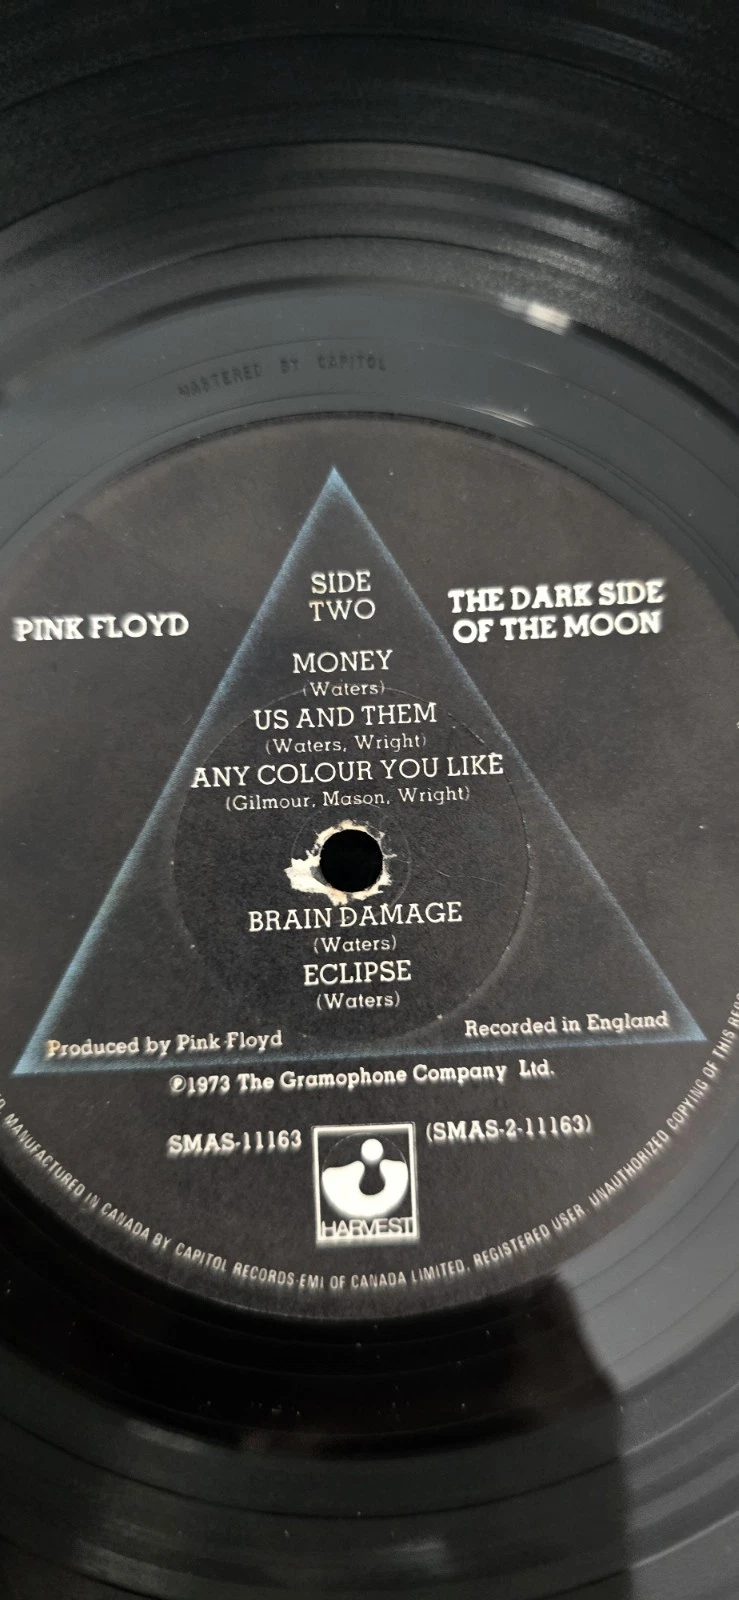 MASTERED BY CAPITOL
SIDE
TWO
PINK FLOYD
THE DARK SIDE
OF THE MOON
MONEY
(Waters)
US AND THEM
(Waters, Wright)
ANY COLOUR YOU LIKE
(Gilmour, Mason, Wright)
BRAIN DAMAGE
(Waters)
ECLIPSE
(Waters)
Produced by Pink Floyd
Recorded in England
℗1973 The Gramophone Company Ltd.
SMAS-11163
(SMAS-2-11163)
HARVEST
MANUFACTURED IN CANADA BY CAPITOL RECORDS-EMI OF CANADA LIMITED, REGISTERED USER. UNAUTHORIZED COPYING OF THIS